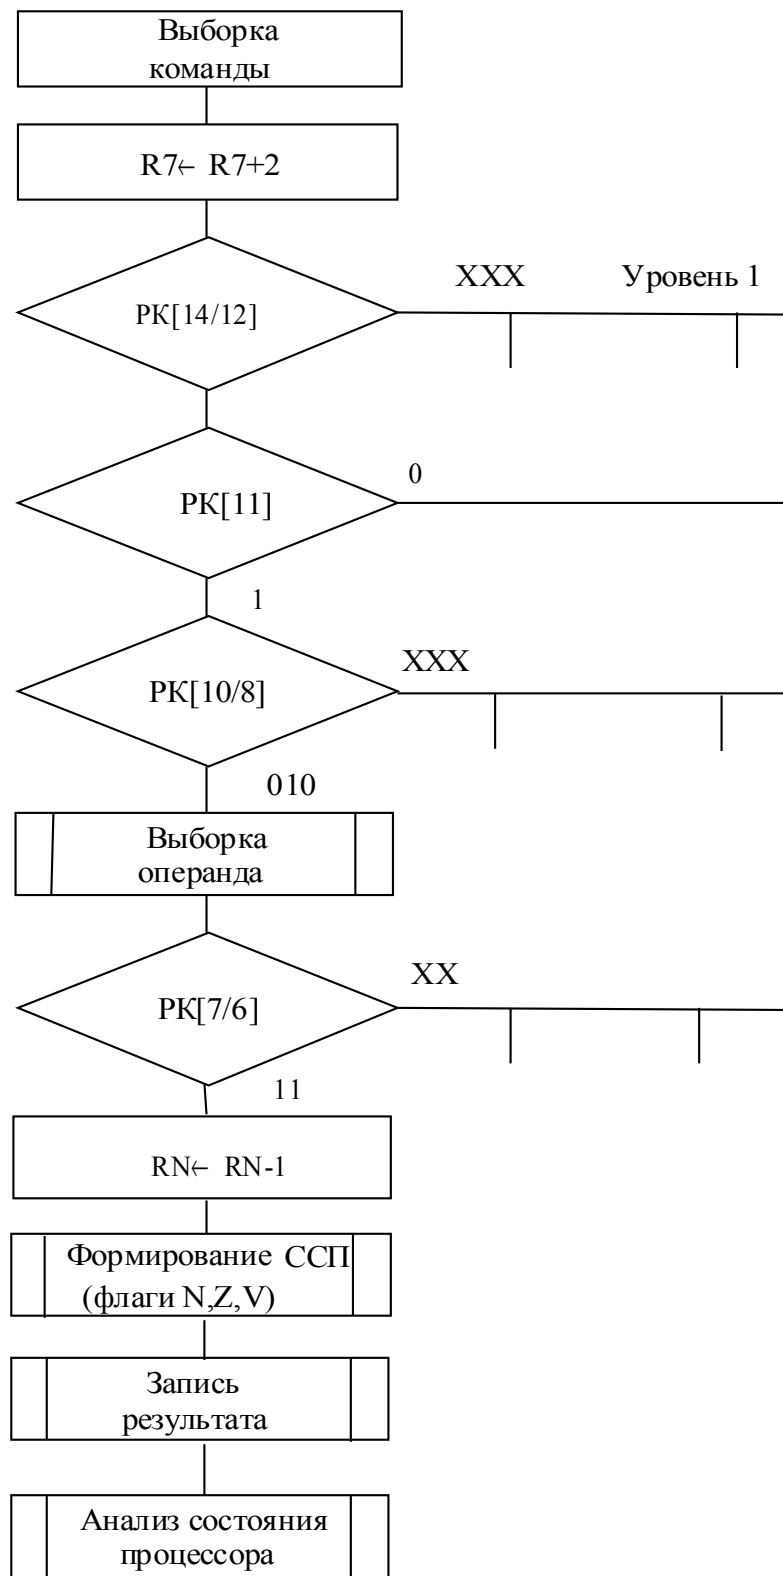 Выборка
команды
R7← R7+2
XXX Уровень 1
РК[14/12]
0
РК[11]
1
XXX
РК[10/8]
010
Выборка
операнда
XX
РК[7/6]
11
RN← RN-1
Формирование ССП
(флаги N,Z,V)
Запись
результата
Анализ состояния
процессора